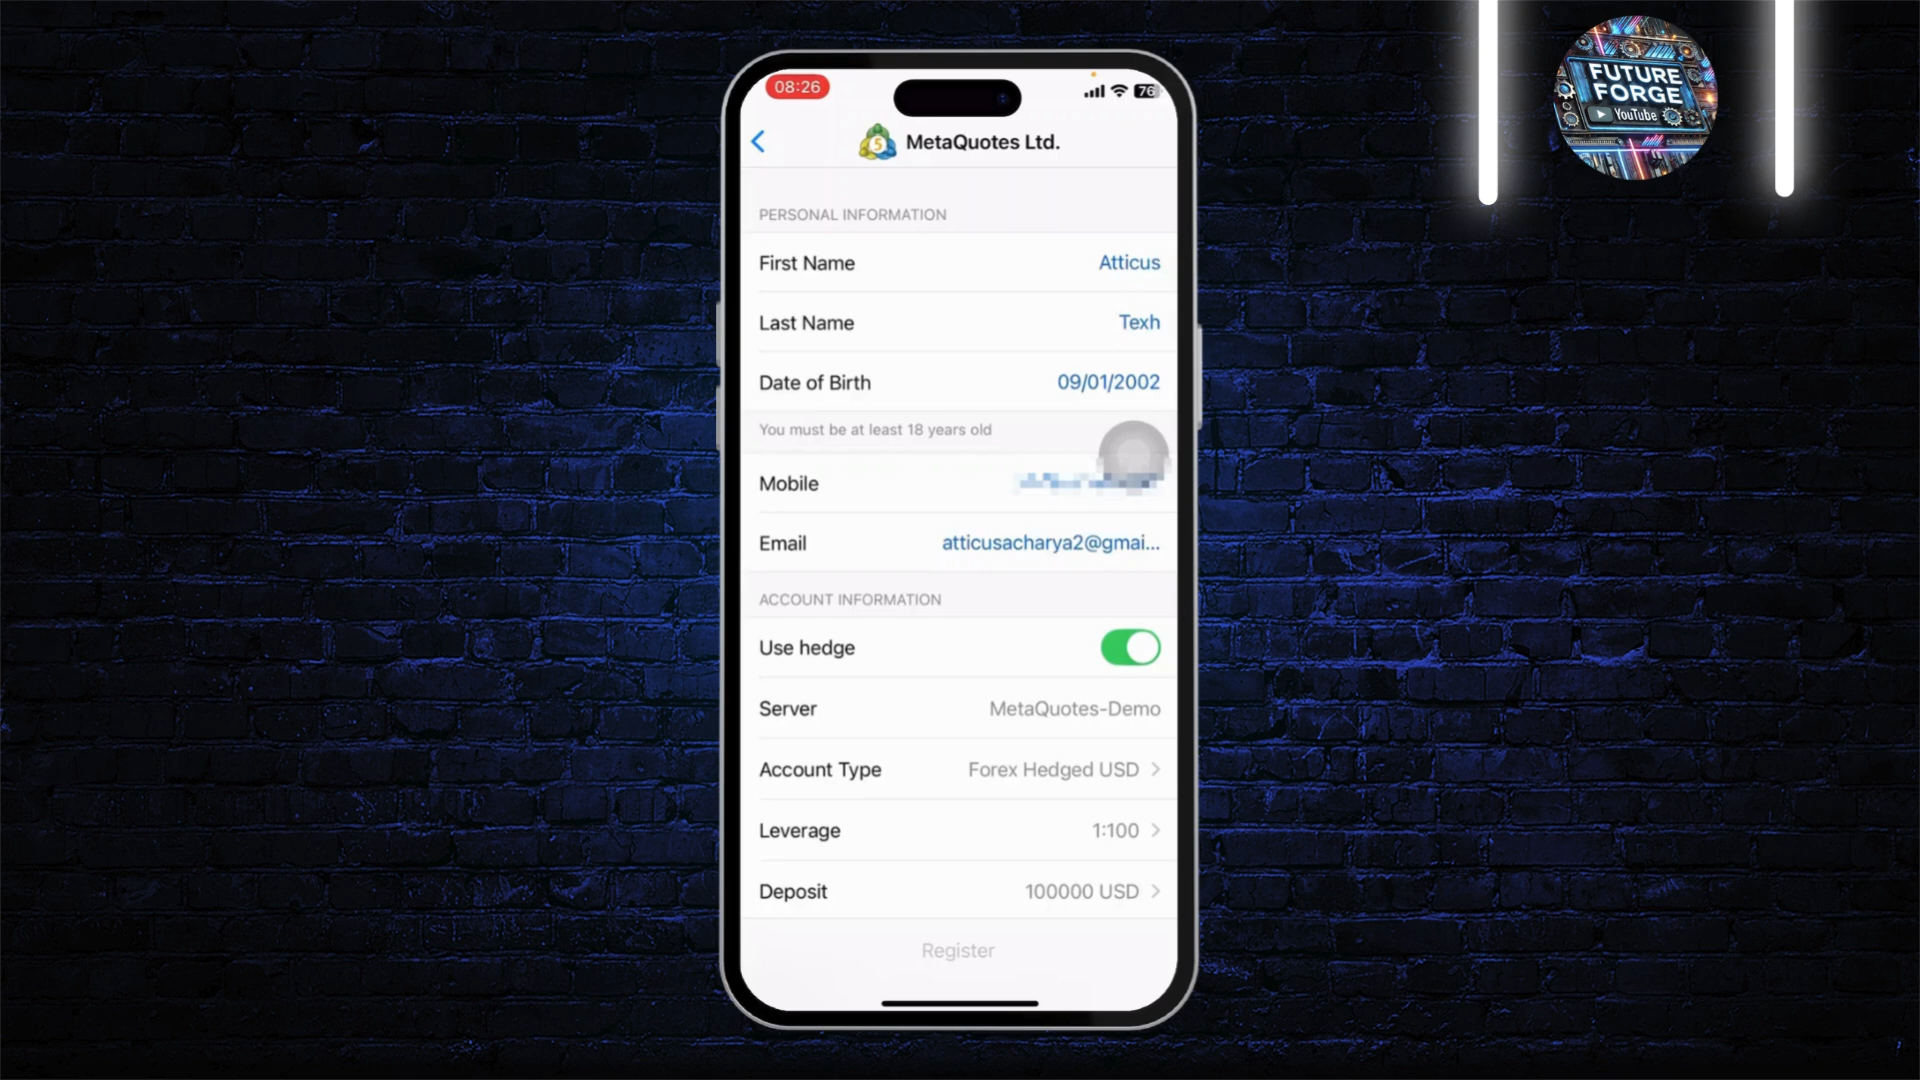 FUTURE
FORGE
YouTube
08:26
76
MetaQuotes Ltd.
PERSONAL INFORMATION
First Name Atticus
Last Name Texh
Date of Birth 09/01/2002
You must be at least 18 years old
Mobile
Email atticusacharya2@gmai...
ACCOUNT INFORMATION
Use hedge
Server MetaQuotes-Demo
Account Type Forex Hedged USD
Leverage 1:100
Deposit 100000 USD
Register